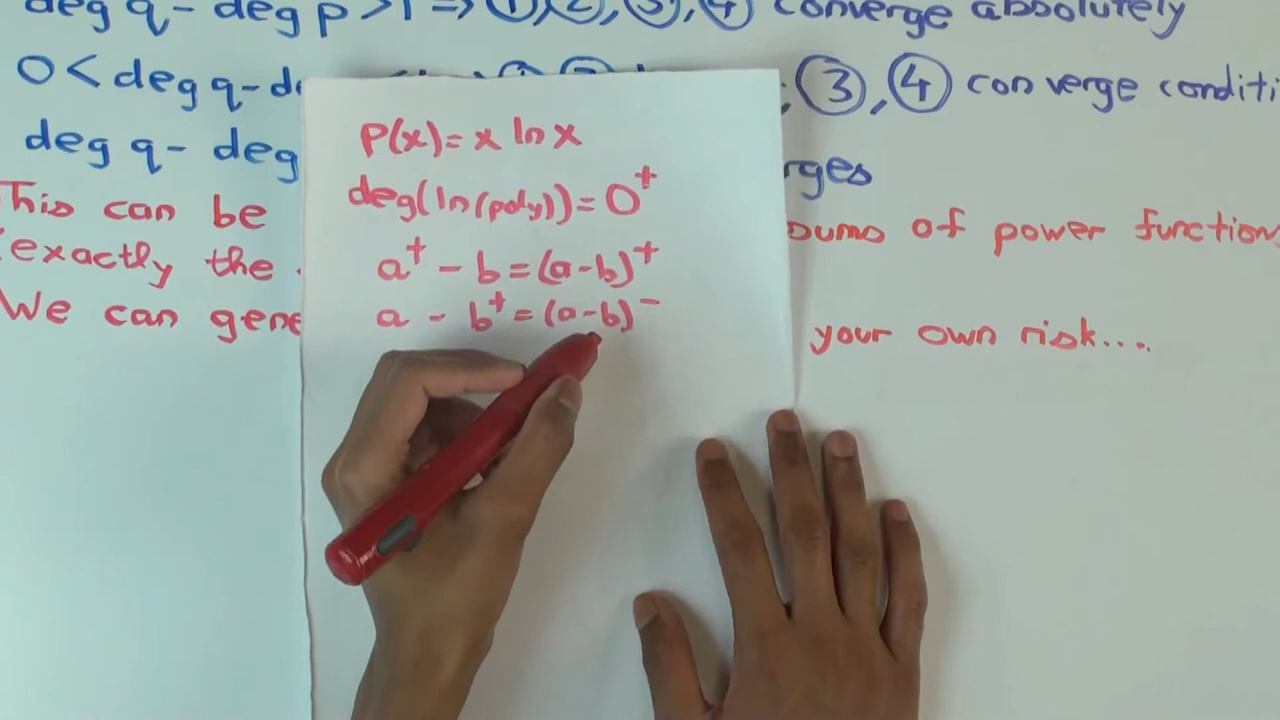 deg q - deg p > 1 ⇒ ①, ②, ③, ④ converge absolutely
0 < deg q - de , ③, ④ converge conditi
deg q - deg rges
P(x) = x ln x
deg(ln(poly)) = 0⁺
a⁺ - b = (a-b)⁺
a - b⁺ = (a-b)⁻
This can be sums of power function
(exactly the
We can gene your own risk....